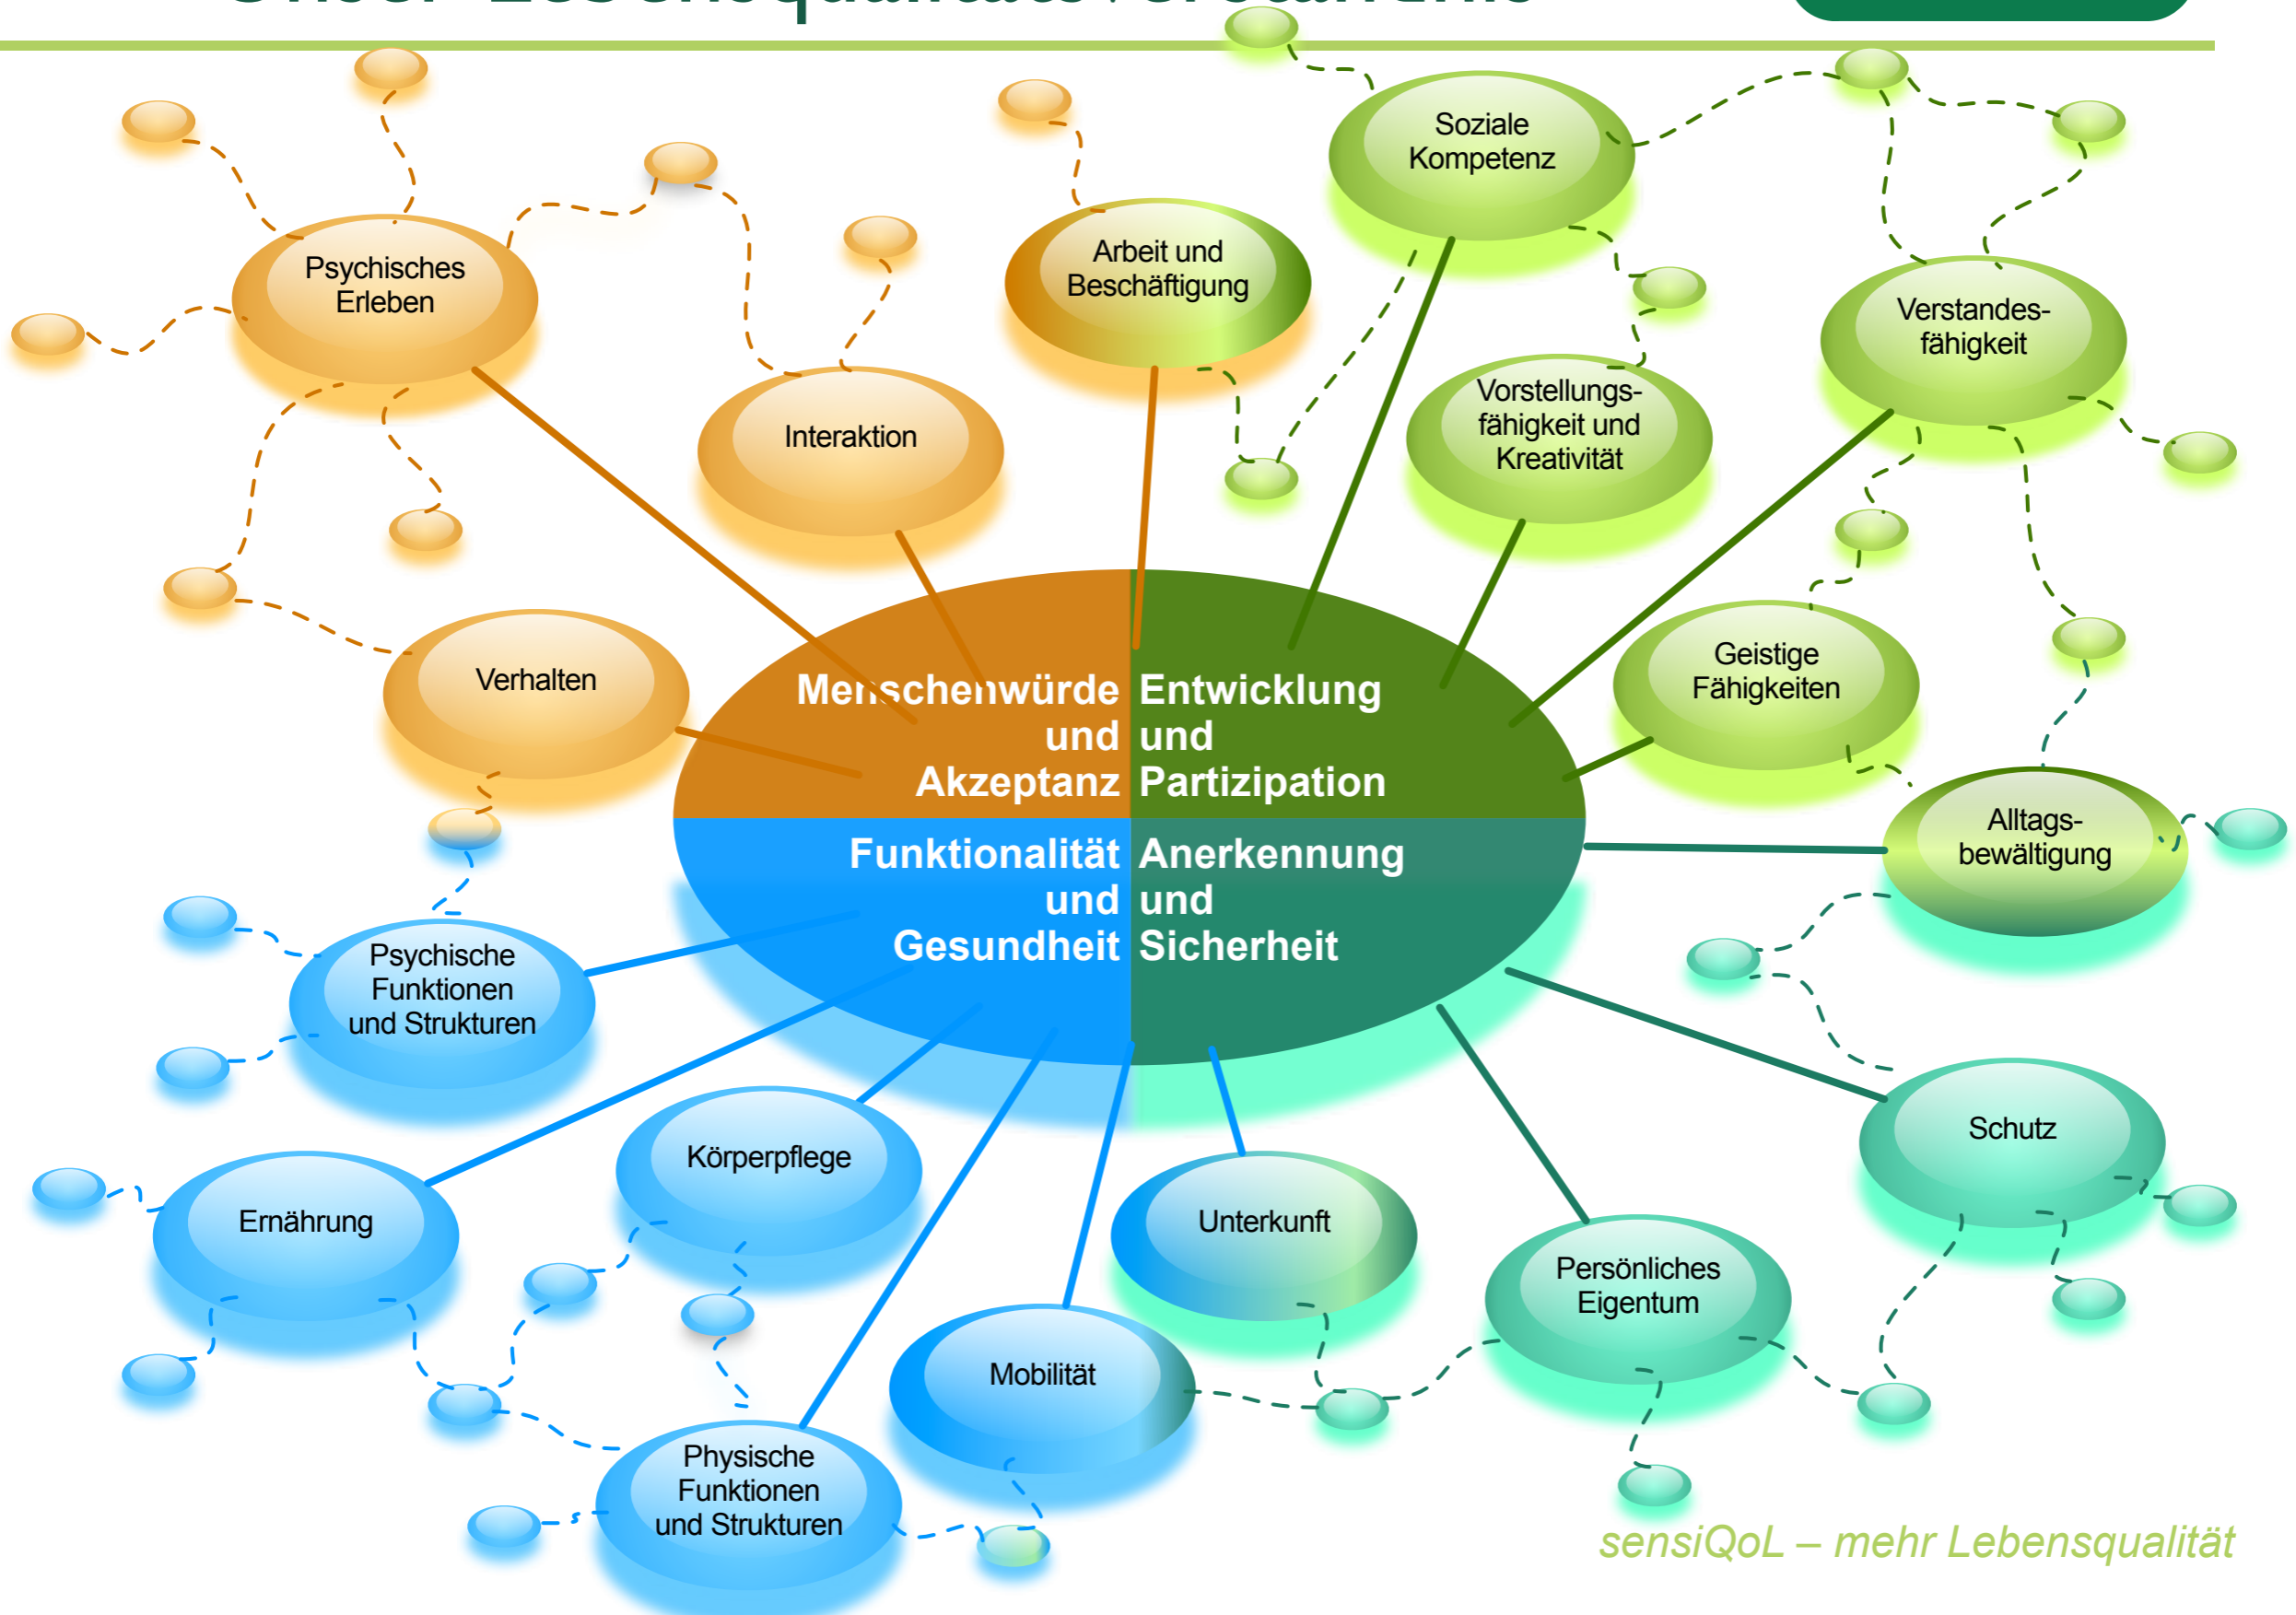 Unser Lebensqualitätsverständnis
Soziale
Kompetenz
Arbeit und
Beschäftigung
Psychisches
Erleben
Verstandes-
fähigkeit
Interaktion
Vorstellungs-
fähigkeit und
Kreativität
Verhalten
Geistige
Fähigkeiten
Menschenwürde
und
Akzeptanz
Entwicklung
und
Partizipation
Alltags-
bewältigung
Funktionalität
und
Gesundheit
Anerkennung
und
Sicherheit
Psychische
Funktionen
und Strukturen
Schutz
Körperpflege
Ernährung
Unterkunft
Persönliches
Eigentum
Mobilität
Physische
Funktionen
und Strukturen
sensiQoL – mehr Lebensqualität